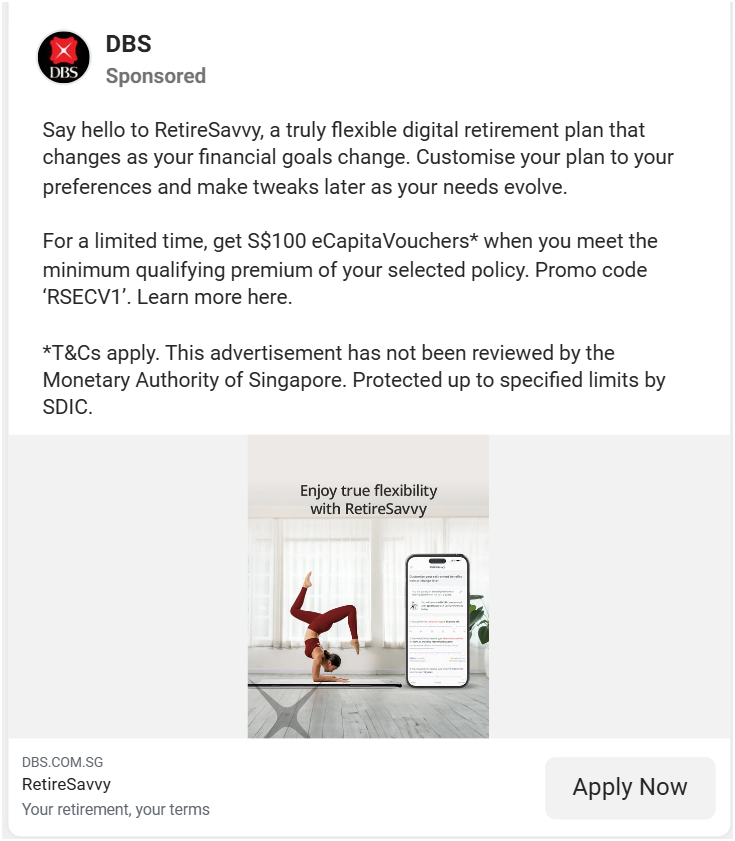 DBS
DBS
Sponsored
Say hello to RetireSavvy, a truly flexible digital retirement plan that
changes as your financial goals change. Customise your plan to your
preferences and make tweaks later as your needs evolve.
For a limited time, get S$100 eCapitaVouchers* when you meet the
minimum qualifying premium of your selected policy. Promo code
‘RSECV1’. Learn more here.
*T&Cs apply. This advertisement has not been reviewed by the
Monetary Authority of Singapore. Protected up to specified limits by
SDIC.
Enjoy true flexibility
with RetireSavvy
DBS.COM.SG
RetireSavvy
Your retirement, your terms
Apply Now